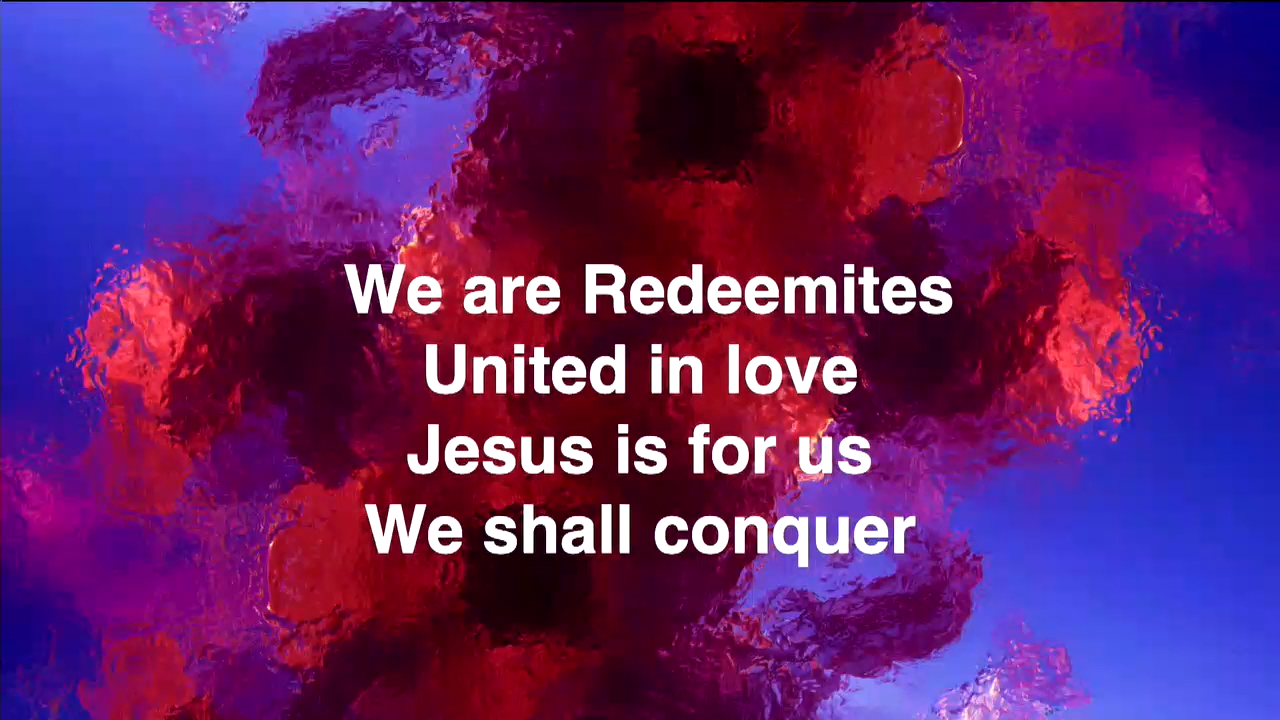 We are Redeemites
United in love
Jesus is for us
We shall conquer